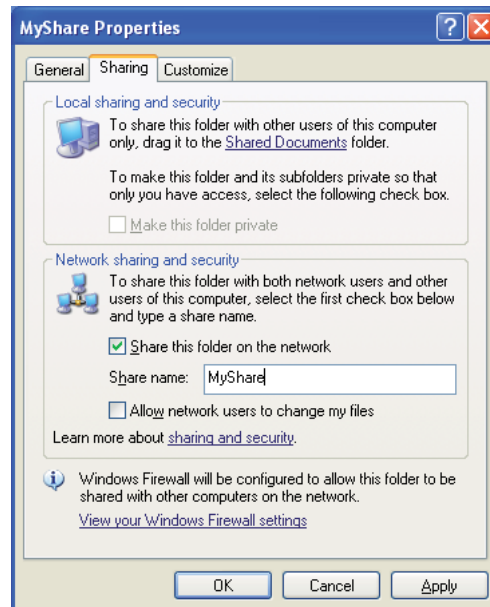 MyShare Properties
General Sharing Customize
Local sharing and security
To share this folder with other users of this computer
only, drag it to the Shared Documents folder.
To make this folder and its subfolders private so that
only you have access, select the following check box.
Make this folder private
Network sharing and security
To share this folder with both network users and other
users of this computer, select the first check box below
and type a share name.
Share this folder on the network
Share name: MyShare
Allow network users to change my files
Learn more about sharing and security.
Windows Firewall will be configured to allow this folder to be
shared with other computers on the network.
View your Windows Firewall settings
OK Cancel Apply